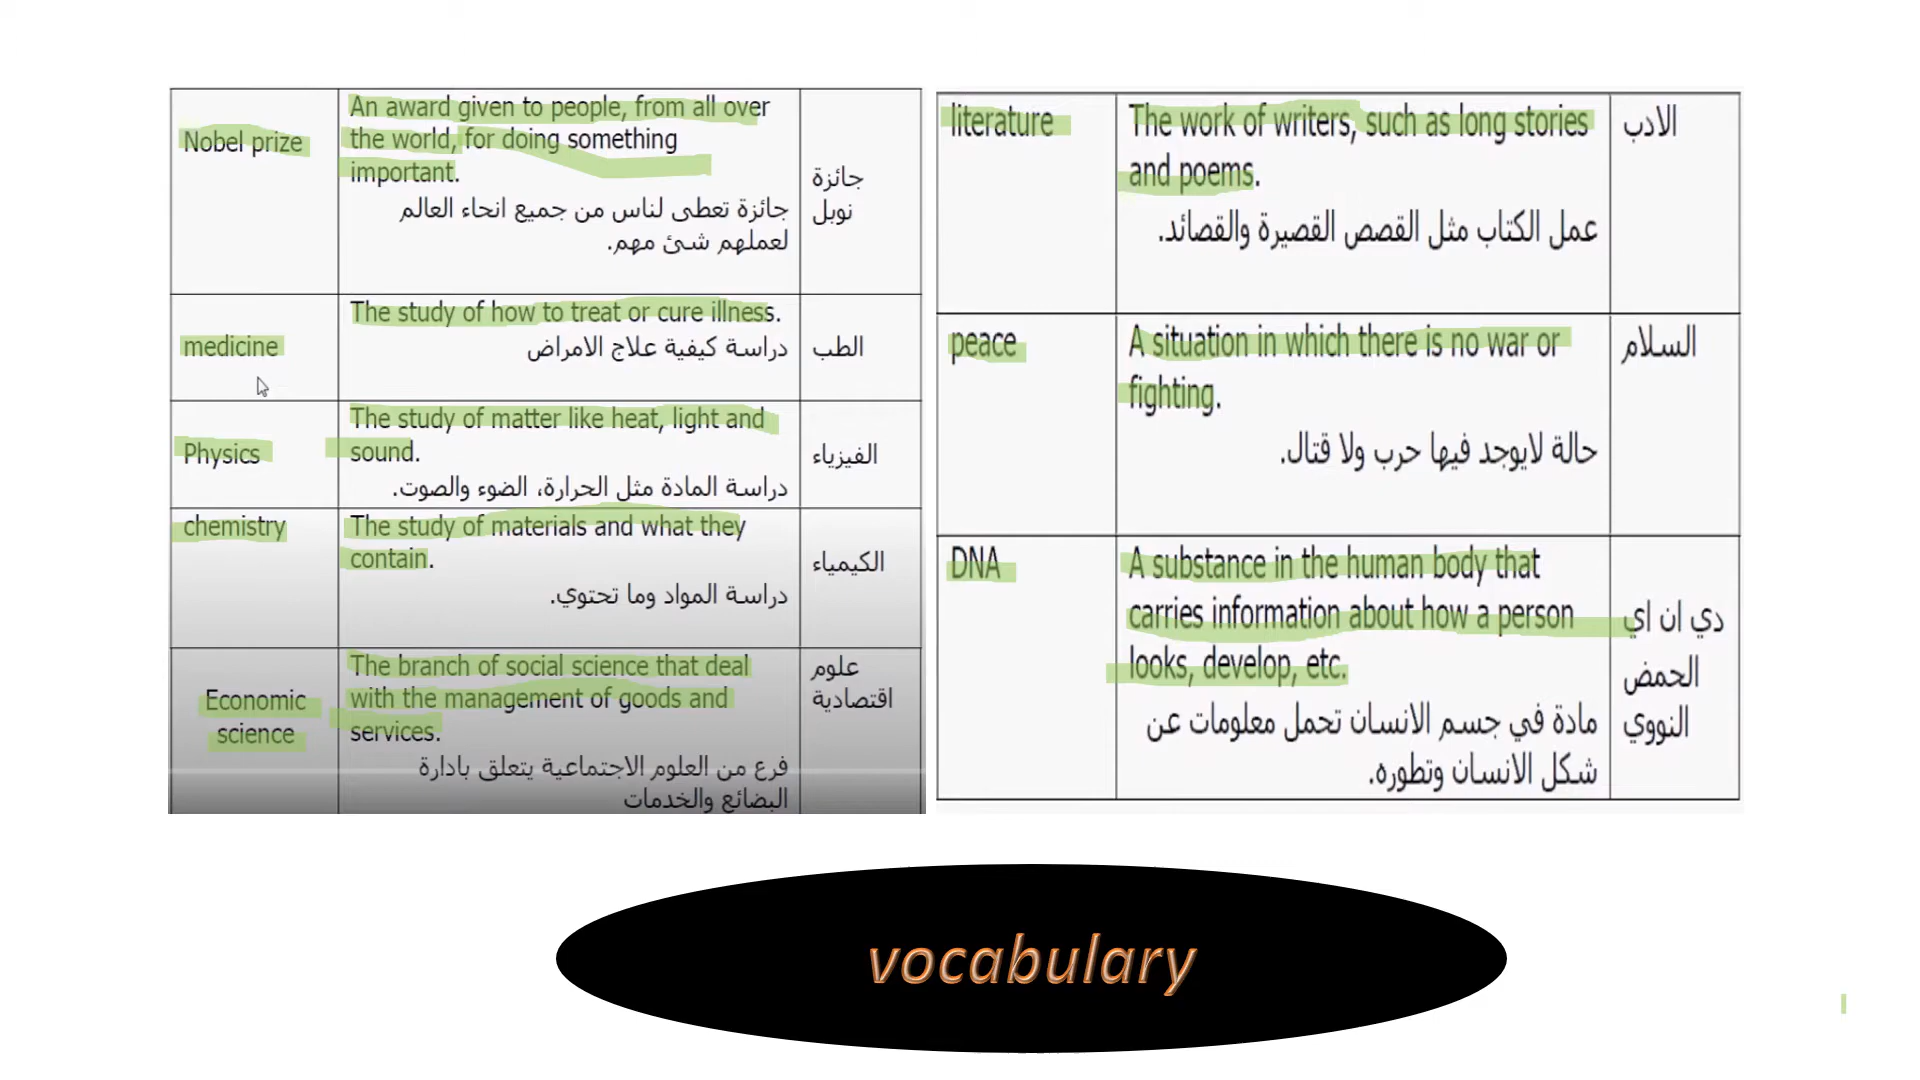 Nobel prize
An award given to people, from all over
the world, for doing something
important.
جائزة تعطى لناس من جميع انحاء العالم
لعملهم شئ مهم.
جائزة
نوبل
medicine
The study of how to treat or cure illness.
دراسة كيفية علاج الامراض
الطب
Physics
The study of matter like heat, light and
sound.
دراسة المادة مثل الحرارة، الضوء والصوت.
الفيزياء
chemistry
The study of materials and what they
contain.
دراسة المواد وما تحتوي.
الكيمياء
Economic
science
The branch of social science that deal
with the management of goods and
services.
فرع من العلوم الاجتماعية يتعلق بادارة
البضائع والخدمات
علوم
اقتصادية
literature
The work of writers, such as long stories
and poems.
عمل الكتاب مثل القصص القصيرة والقصائد.
الادب
peace
A situation in which there is no war or
fighting.
حالة لايوجد فيها حرب ولا قتال.
السلام
DNA
A substance in the human body that
carries information about how a person
looks, develop, etc.
مادة في جسم الانسان تحمل معلومات عن
شكل الانسان وتطوره.
دي ان اي
الحمض
النووي
vocabulary